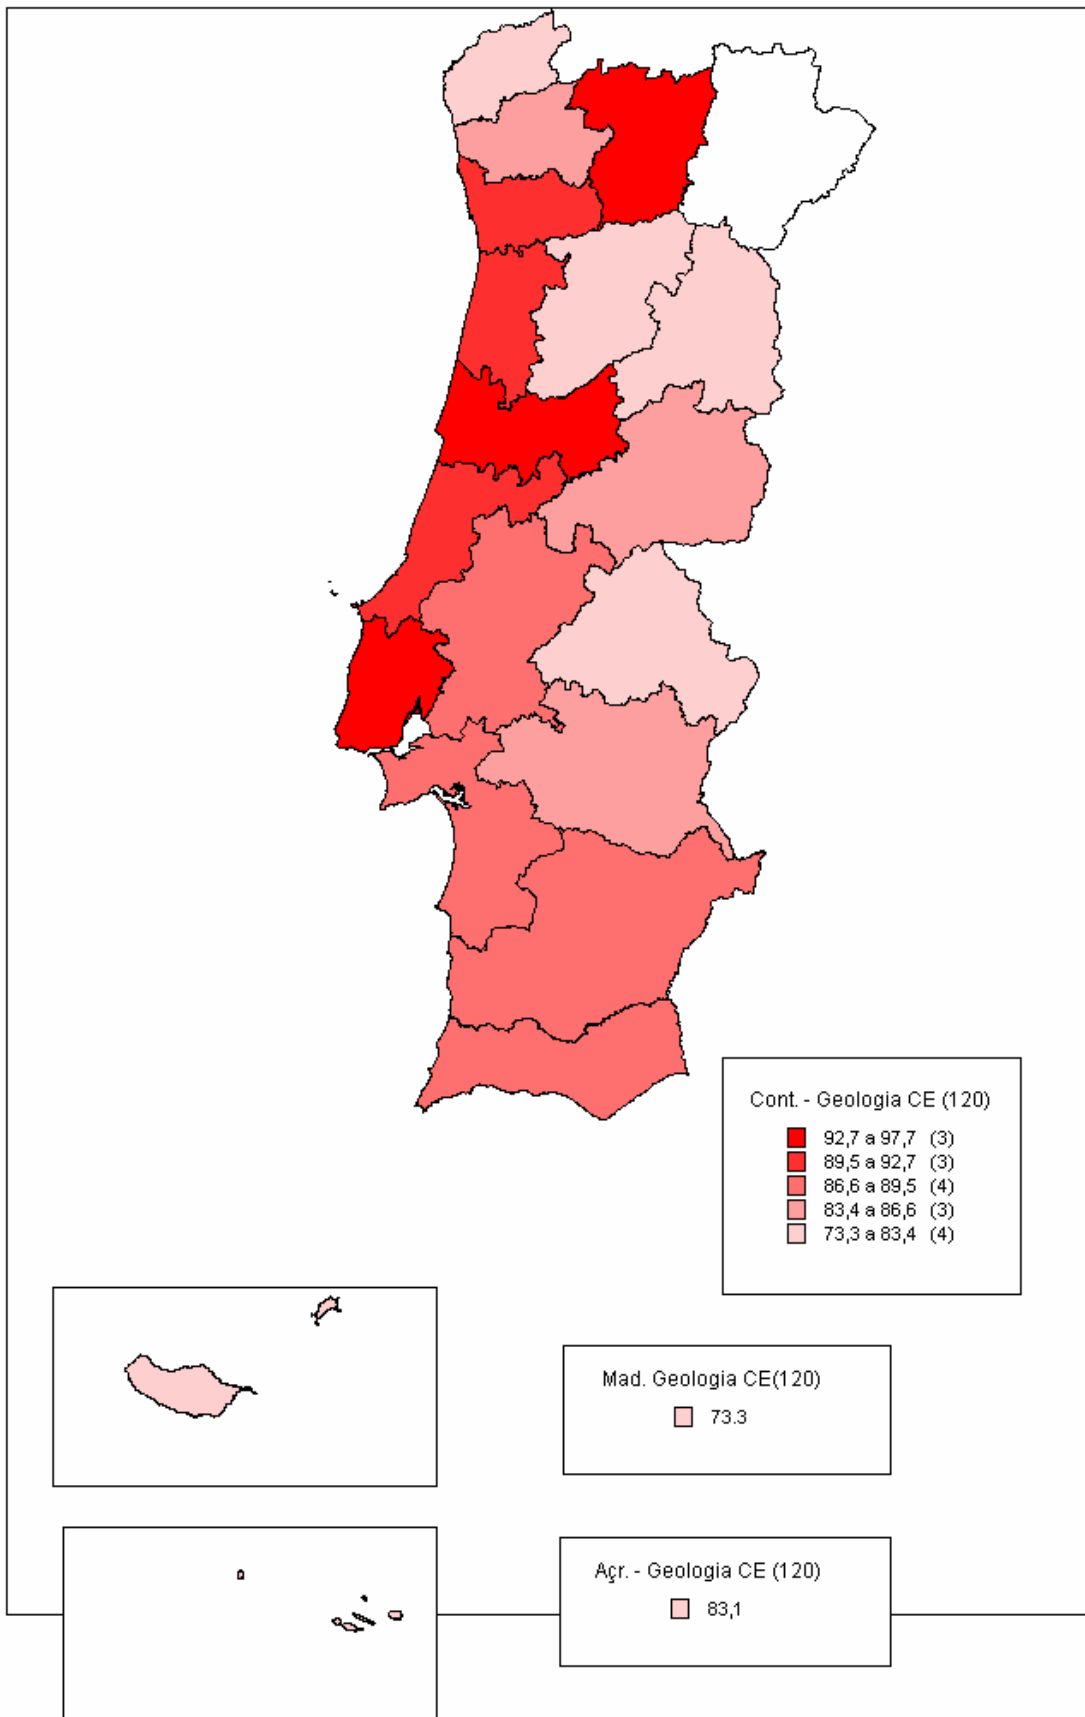 Cont. - Geologia CE (120)
92,7 a 97,7 (3)
89,5 a 92,7 (3)
86,6 a 89,5 (4)
83,4 a 86,6 (3)
73,3 a 83,4 (4)
Mad. Geologia CE(120)
73.3
Açr. - Geologia CE (120)
83,1